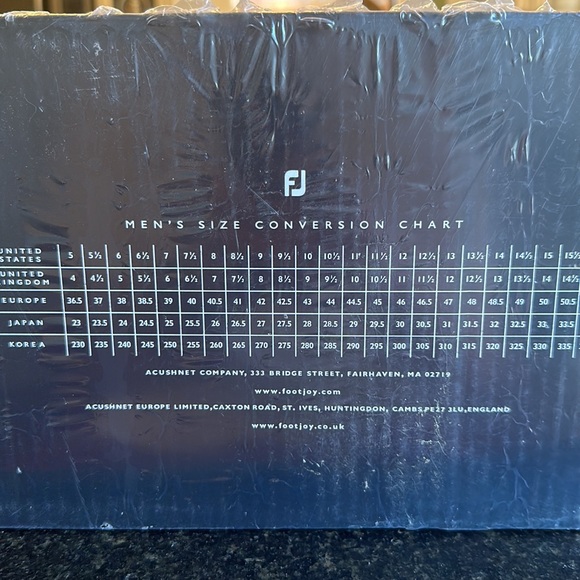 FJ
MEN'S SIZE CONVERSION CHART
UNITED STATES 5 5½ 6 6½ 7 7½ 8 8½ 9 9½ 10 10½ 11 11½ 12 12½ 13 13½ 14 14½ 15 15½
UNITED KINGDOM 4 4½ 5 5½ 6 6½ 7 7½ 8 8½ 9 9½ 10 10½ 11 11½ 12 12½ 13 13½ 14 14½
EUROPE 36.5 37 38 38.5 39 40 40.5 41 42 42.5 43 44 44.5 45 46 46.5 47 48 48.5 49 50 50.5
JAPAN 23 23.5 24 24.5 25 25.5 26 26.5 27 27.5 28 28.5 29 29.5 30 30.5 31 31.5 32 32.5 33 33.5
KOREA 230 235 240 245 250 255 260 265 270 275 280 285 290 295 300 305 310 315 320 325 330 335
ACUSHNET COMPANY, 333 BRIDGE STREET, FAIRHAVEN, MA 02719
www.footjoy.com
ACUSHNET EUROPE LIMITED,CAXTON ROAD, ST. IVES, HUNTINGDON, CAMBS,PE27 3LU,ENGLAND
www.footjoy.co.uk